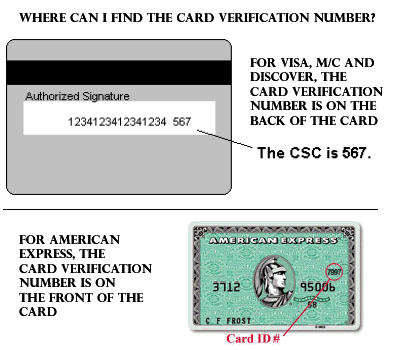 WHERE CAN I FIND THE CARD VERIFICATION NUMBER?
FOR VISA, M/C AND
DISCOVER, THE
CARD VERIFICATION
NUMBER IS ON THE
BACK OF THE CARD
Authorized Signature
1234123412341234 567
The CSC is 567.
FOR AMERICAN
EXPRESS, THE
CARD VERIFICATION
NUMBER IS ON
THE FRONT OF THE
CARD
AMERICAN EXPRESS
7997
3712 95006
58
C F FROST
Card ID#